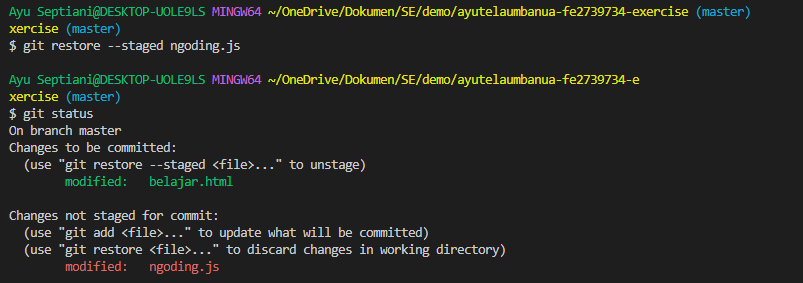 Ayu Septiani@DESKTOP-UOLE9LS MINGW64 ~/OneDrive/Dokumen/SE/demo/ayutelaumbanua-fe2739734-exercise (master)
xercise (master)
$ git restore --staged ngoding.js

Ayu Septiani@DESKTOP-UOLE9LS MINGW64 ~/OneDrive/Dokumen/SE/demo/ayutelaumbanua-fe2739734-e
xercise (master)
$ git status
On branch master
Changes to be committed:
  (use "git restore --staged <file>..." to unstage)
        modified:   belajar.html

Changes not staged for commit:
  (use "git add <file>..." to update what will be committed)
  (use "git restore <file>..." to discard changes in working directory)
        modified:   ngoding.js